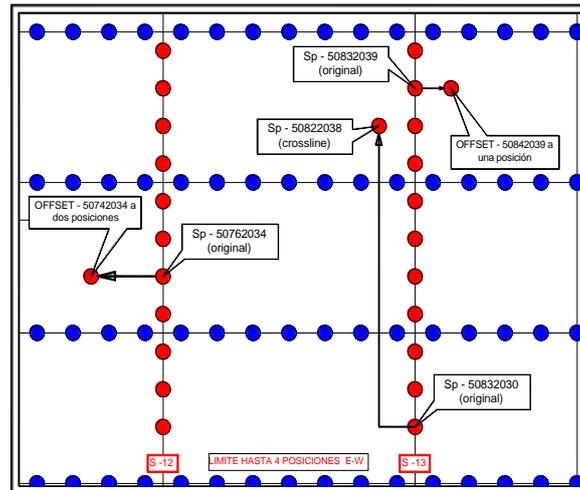 Sp - 50832039
(original)
Sp - 50822038
(crossline)
OFFSET - 50842039 a
una posición
OFFSET - 50742034 a
dos posiciones
Sp - 50762034
(original)
Sp - 50832030
(original)
S -12
LIMITE HASTA 4 POSICIONES E-W
S -13